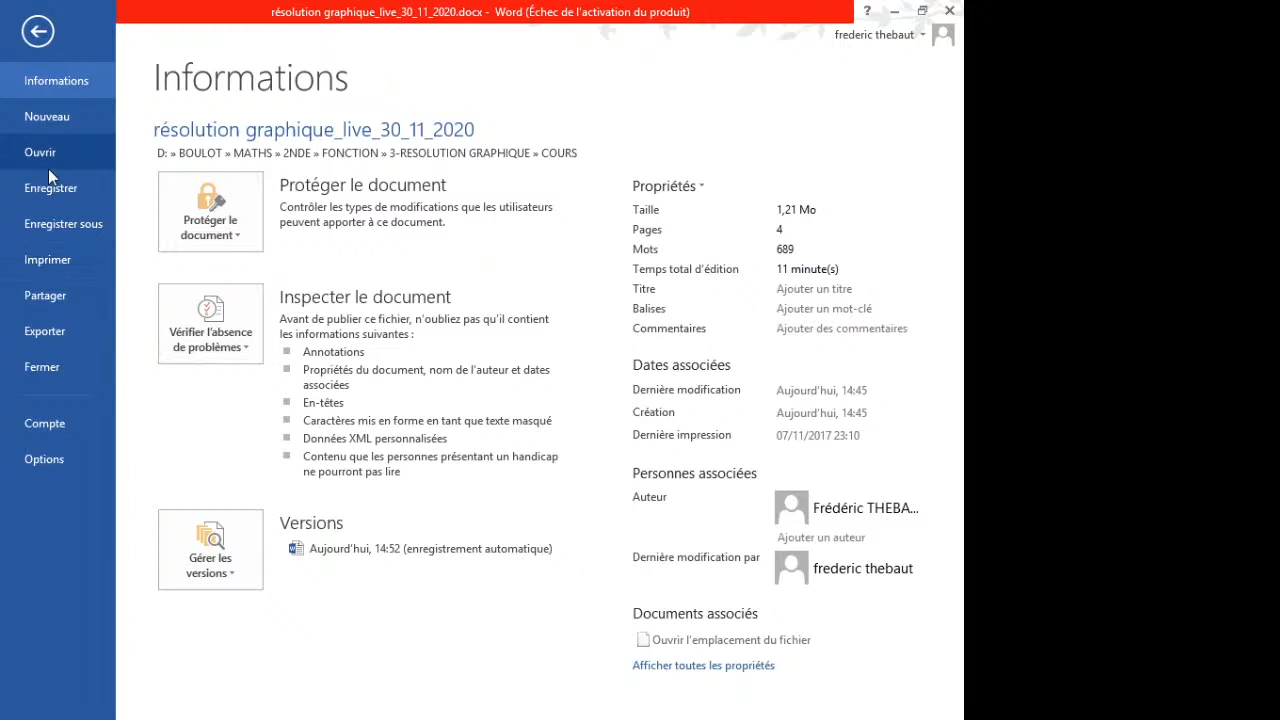 résolution graphique_live_30_11_2020.docx - Word (Échec de l'activation du produit)
?
frederic thebaut
Informations
Nouveau
Ouvrir
Enregistrer
Enregistrer sous
Imprimer
Partager
Exporter
Fermer
Compte
Options
Informations
résolution graphique_live_30_11_2020
D: » BOULOT » MATHS » 2NDE » FONCTION » 3-RESOLUTION GRAPHIQUE » COURS
Protéger le
document
Protéger le document
Contrôler les types de modifications que les utilisateurs
peuvent apporter à ce document.
Vérifier l'absence
de problèmes
Inspecter le document
Avant de publier ce fichier, n'oubliez pas qu'il contient
les informations suivantes :
Annotations
Propriétés du document, nom de l'auteur et dates
associées
En-têtes
Caractères mis en forme en tant que texte masqué
Données XML personnalisées
Contenu que les personnes présentant un handicap
ne pourront pas lire
Gérer les
versions
Versions
Aujourd'hui, 14:52 (enregistrement automatique)
Propriétés
Taille 1,21 Mo
Pages 4
Mots 689
Temps total d'édition 11 minute(s)
Titre Ajouter un titre
Balises Ajouter un mot-clé
Commentaires Ajouter des commentaires
Dates associées
Dernière modification Aujourd'hui, 14:45
Création Aujourd'hui, 14:45
Dernière impression 07/11/2017 23:10
Personnes associées
Auteur Frédéric THEBA...
Ajouter un auteur
Dernière modification par frederic thebaut
Documents associés
Ouvrir l'emplacement du fichier
Afficher toutes les propriétés